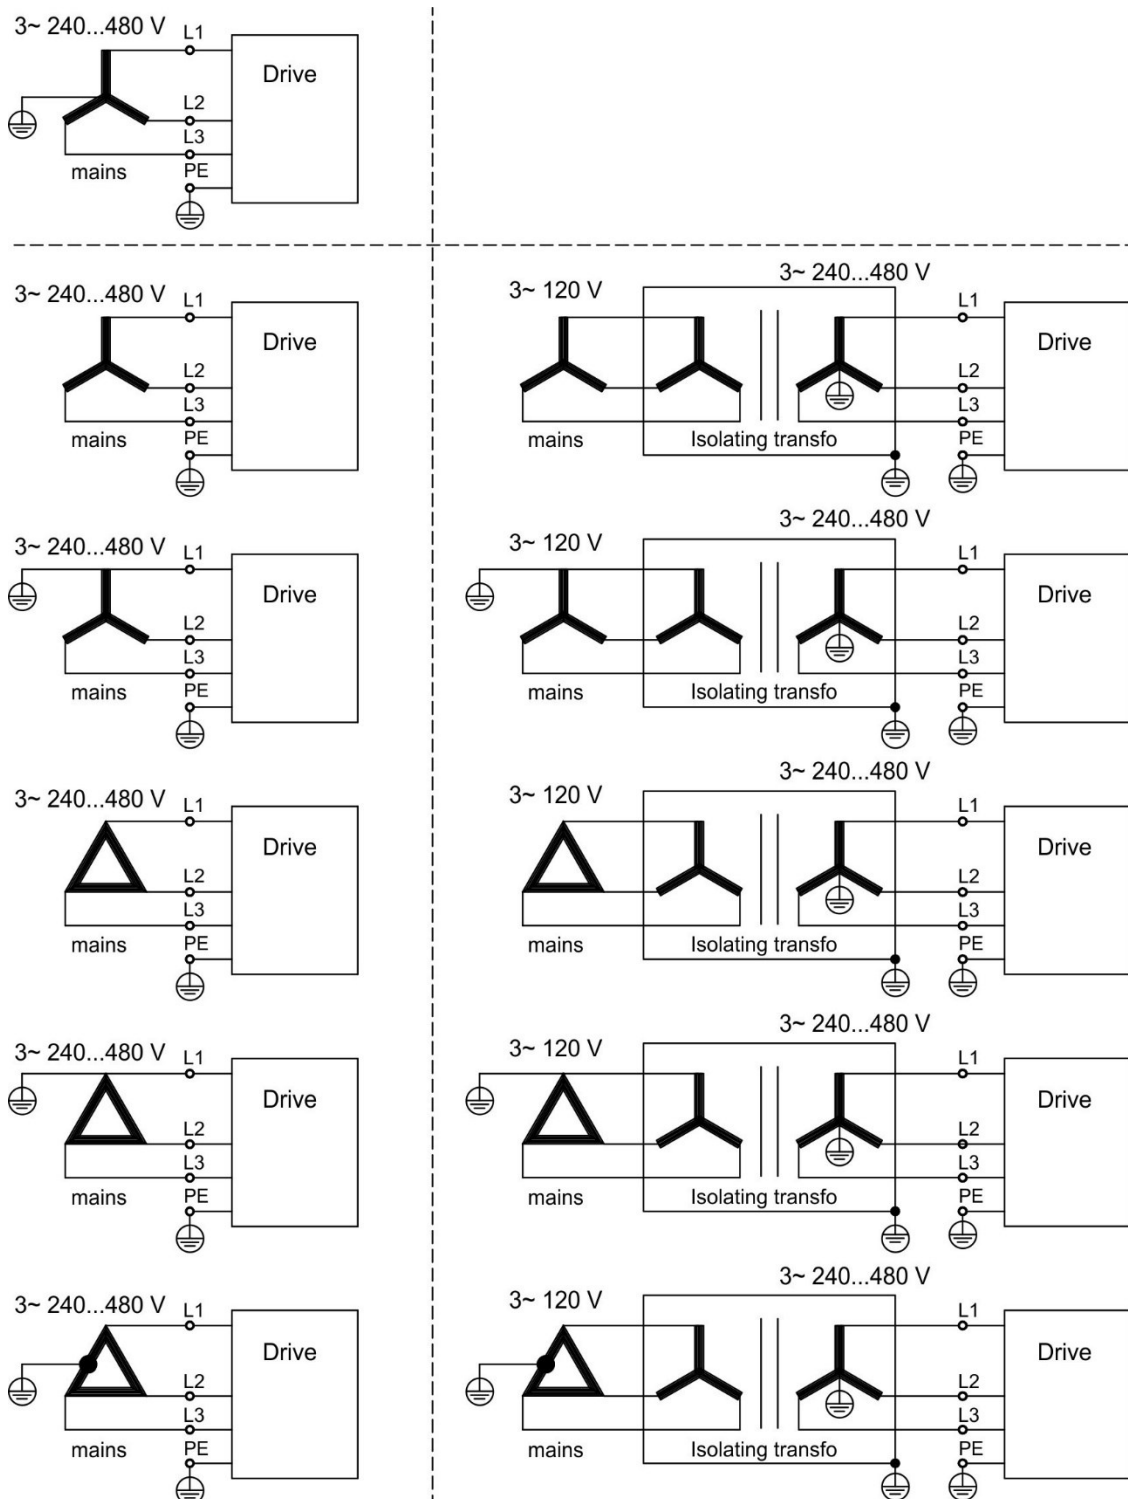 3~ 240...480 V
L1
Drive
L2
L3
mains
PE
3~ 240...480 V
L1
Drive
L2
L3
mains
PE
3~ 120 V
3~ 240...480 V
L1
Drive
L2
L3
mains
Isolating transfo
PE
3~ 240...480 V
L1
Drive
L2
L3
mains
PE
3~ 120 V
3~ 240...480 V
L1
Drive
L2
L3
mains
Isolating transfo
PE
3~ 240...480 V
L1
Drive
L2
L3
mains
PE
3~ 120 V
3~ 240...480 V
L1
Drive
L2
L3
mains
Isolating transfo
PE
3~ 240...480 V
L1
Drive
L2
L3
mains
PE
3~ 120 V
3~ 240...480 V
L1
Drive
L2
L3
mains
Isolating transfo
PE
3~ 240...480 V
L1
Drive
L2
L3
mains
PE
3~ 120 V
3~ 240...480 V
L1
Drive
L2
L3
mains
Isolating transfo
PE